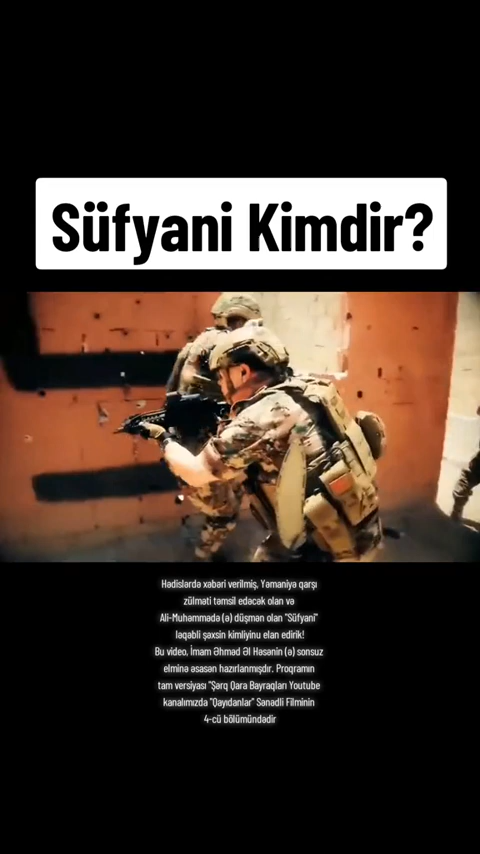 Süfyani Kimdir?
Hədislərdə xəbəri verilmiş, Yəmaniyə qarşı
zülməti təmsil edəcək olan və
Ali-Muhəmmədə (ə) düşmən olan "Süfyani"
ləqəbli şəxsin kimliyinu elan edirik!
Bu video, İmam Əhməd Əl Həsənin (ə) sonsuz
elminə əsasən hazırlanmışdır. Proqramın
tam versiyası "Şərq Qara Bayraqları Youtube
kanalımızda "Qayıdanlar" Sənədli Filminin
4-cü bölümündədir